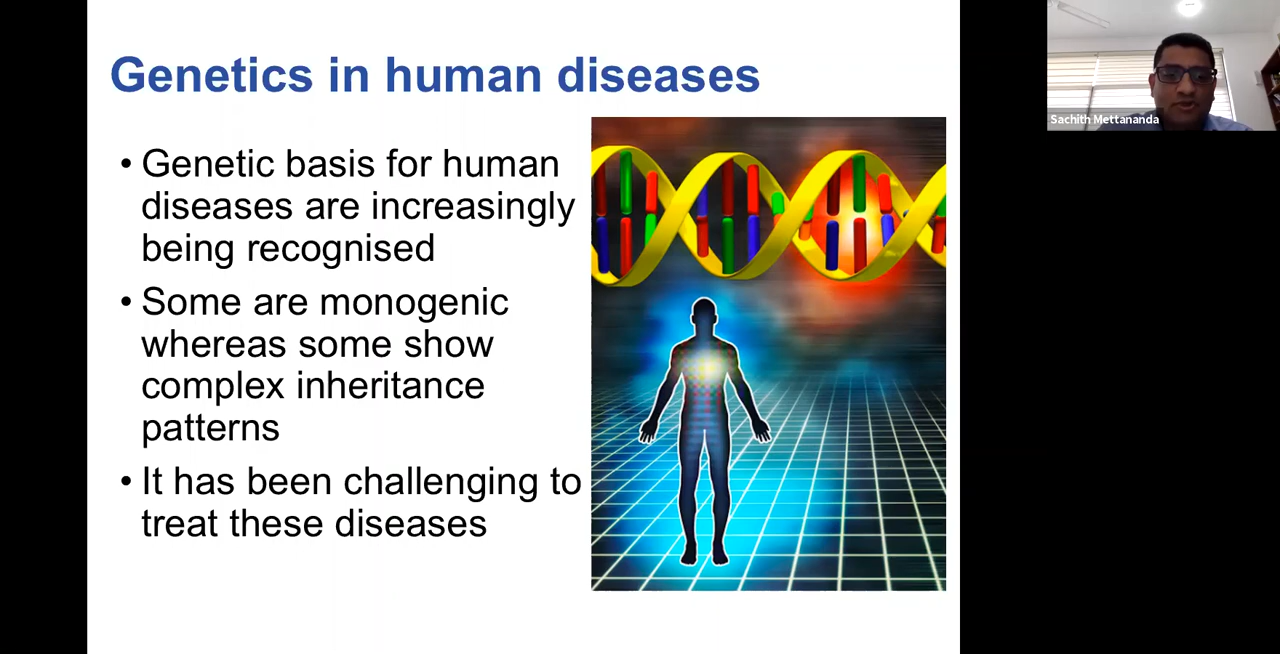 Genetics in human diseases
• Genetic basis for human
diseases are increasingly
being recognised
• Some are monogenic
whereas some show
complex inheritance
patterns
• It has been challenging to
treat these diseases
Sachith Mettananda